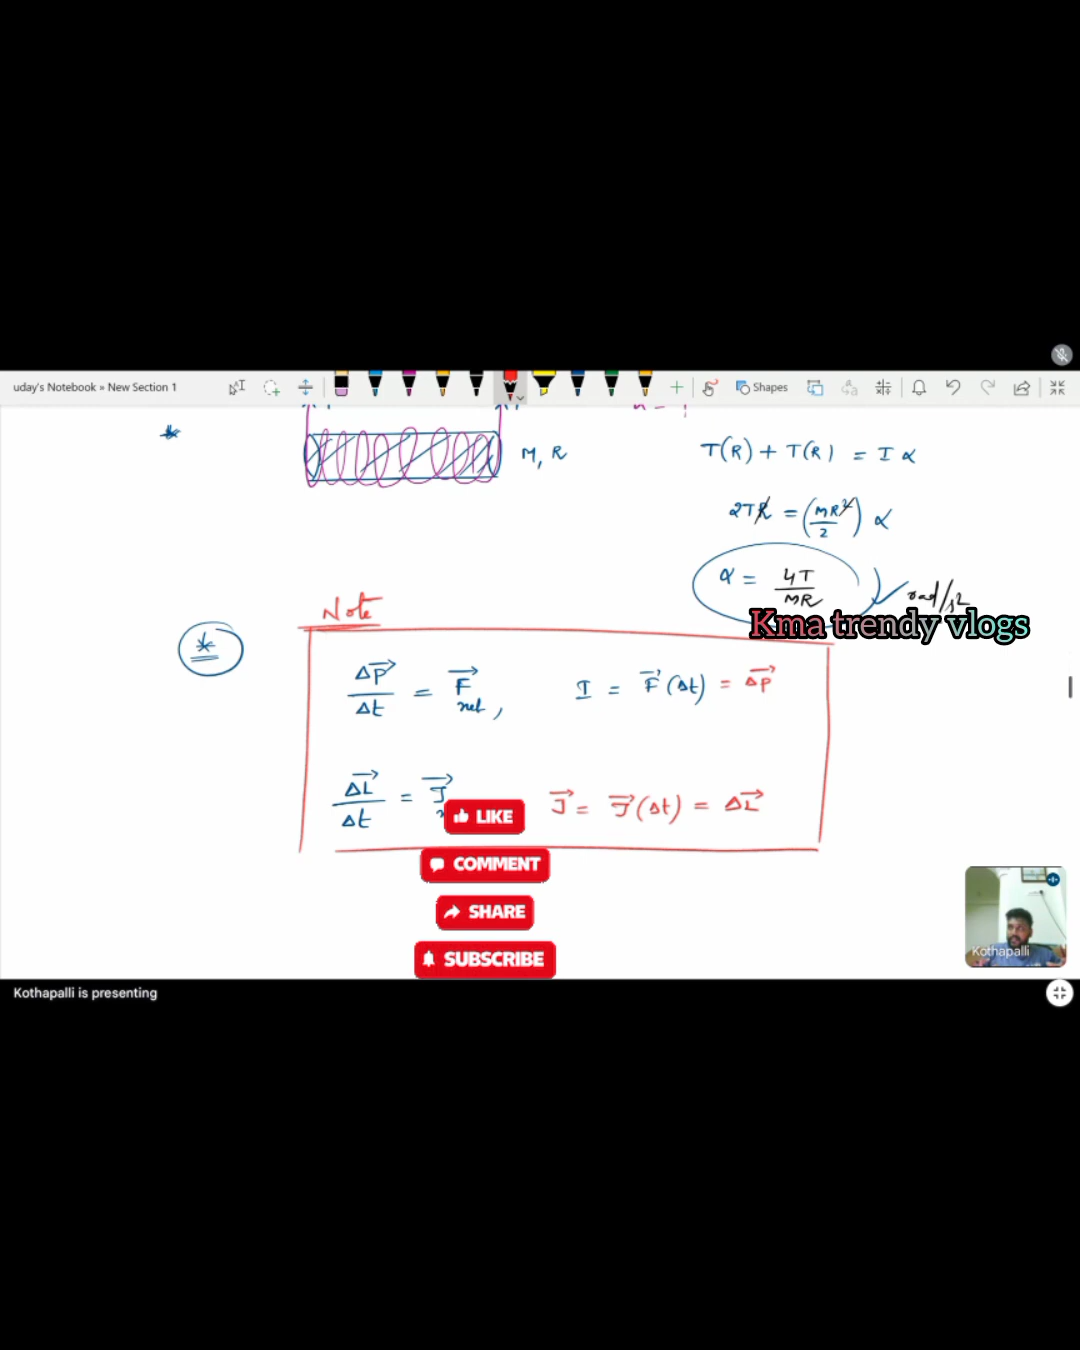 uday's Notebook » New Section 1
Shapes
*
M, R
T(R) + T(R) = I α
2TR = (MR²/2) α
α = 4T/MR
rad/s²
Kma trendy vlogs
Note
*
ΔP⃗/Δt = F⃗net, I = F⃗(Δt) = ΔP⃗
ΔL⃗/Δt = J⃗ J⃗ = J⃗(Δt) = ΔL⃗
LIKE
COMMENT
SHARE
SUBSCRIBE
Kothapalli
Kothapalli is presenting